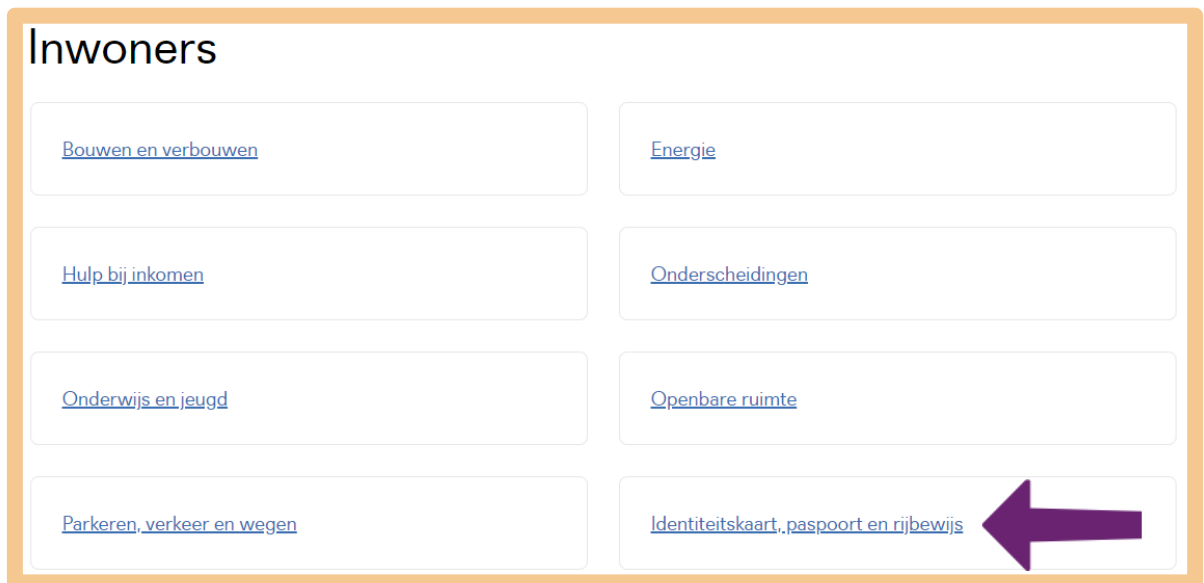 Inwoners
Bouwen en verbouwen
Energie
Hulp bij inkomen
Onderscheidingen
Onderwijs en jeugd
Openbare ruimte
Parkeren, verkeer en wegen
Identiteitskaart, paspoort en rijbewijs